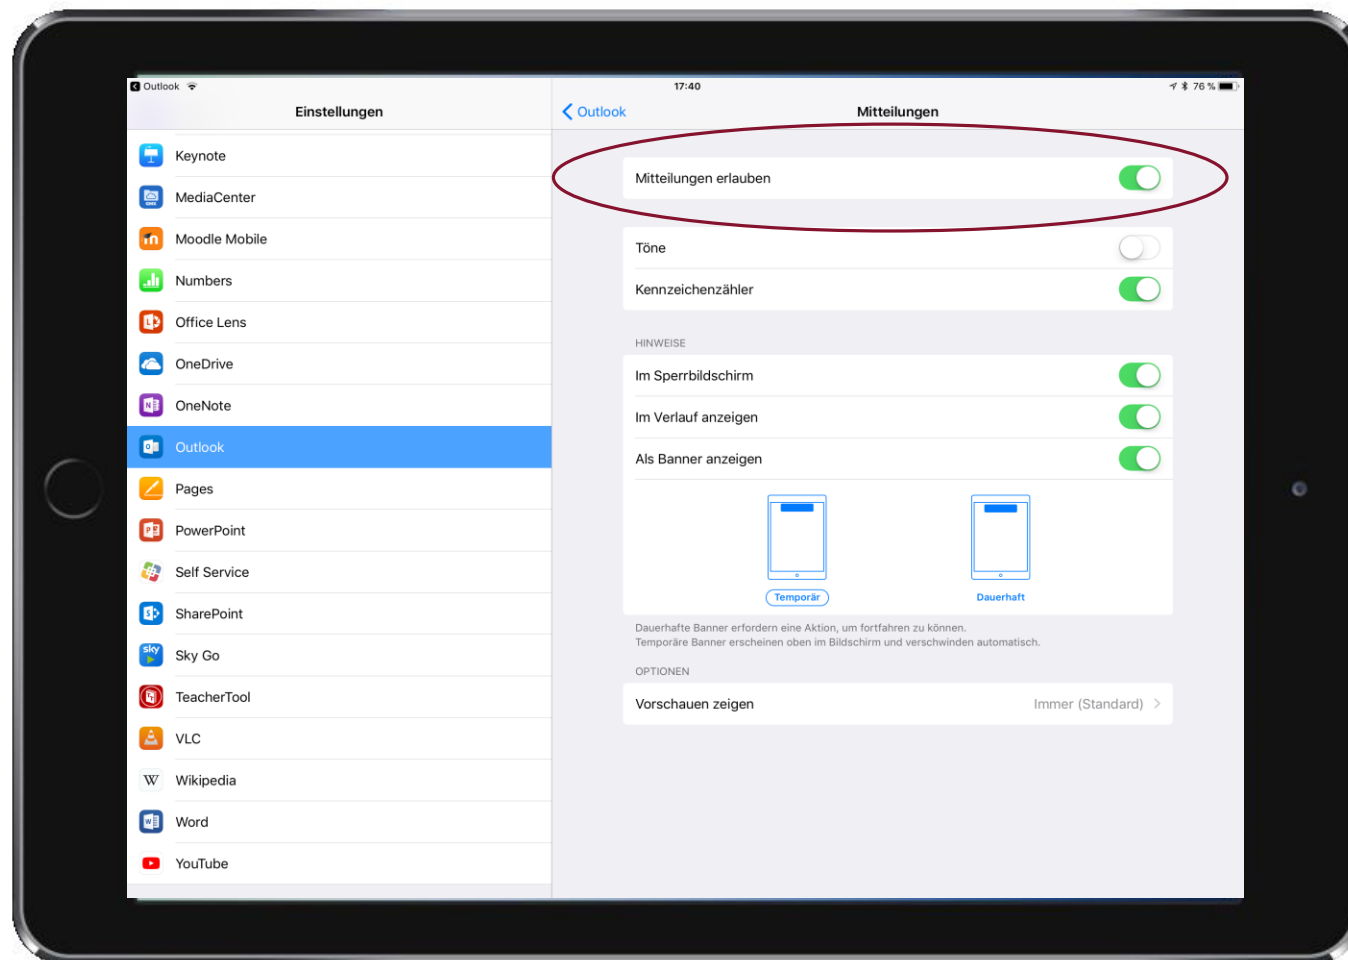 Outlook
17:40
76 %
Einstellungen
Outlook
Mitteilungen
Keynote
MediaCenter
Moodle Mobile
Numbers
Office Lens
OneDrive
OneNote
Outlook
Pages
PowerPoint
Self Service
SharePoint
sky
Sky Go
TeacherTool
VLC
W
Wikipedia
Word
YouTube
Mitteilungen erlauben
Töne
Kennzeichenzähler
HINWEISE
Im Sperrbildschirm
Im Verlauf anzeigen
Als Banner anzeigen
Temporär
Dauerhaft
Dauerhafte Banner erfordern eine Aktion, um fortfahren zu können.
Temporäre Banner erscheinen oben im Bildschirm und verschwinden automatisch.
OPTIONEN
Vorschauen zeigen
Immer (Standard)